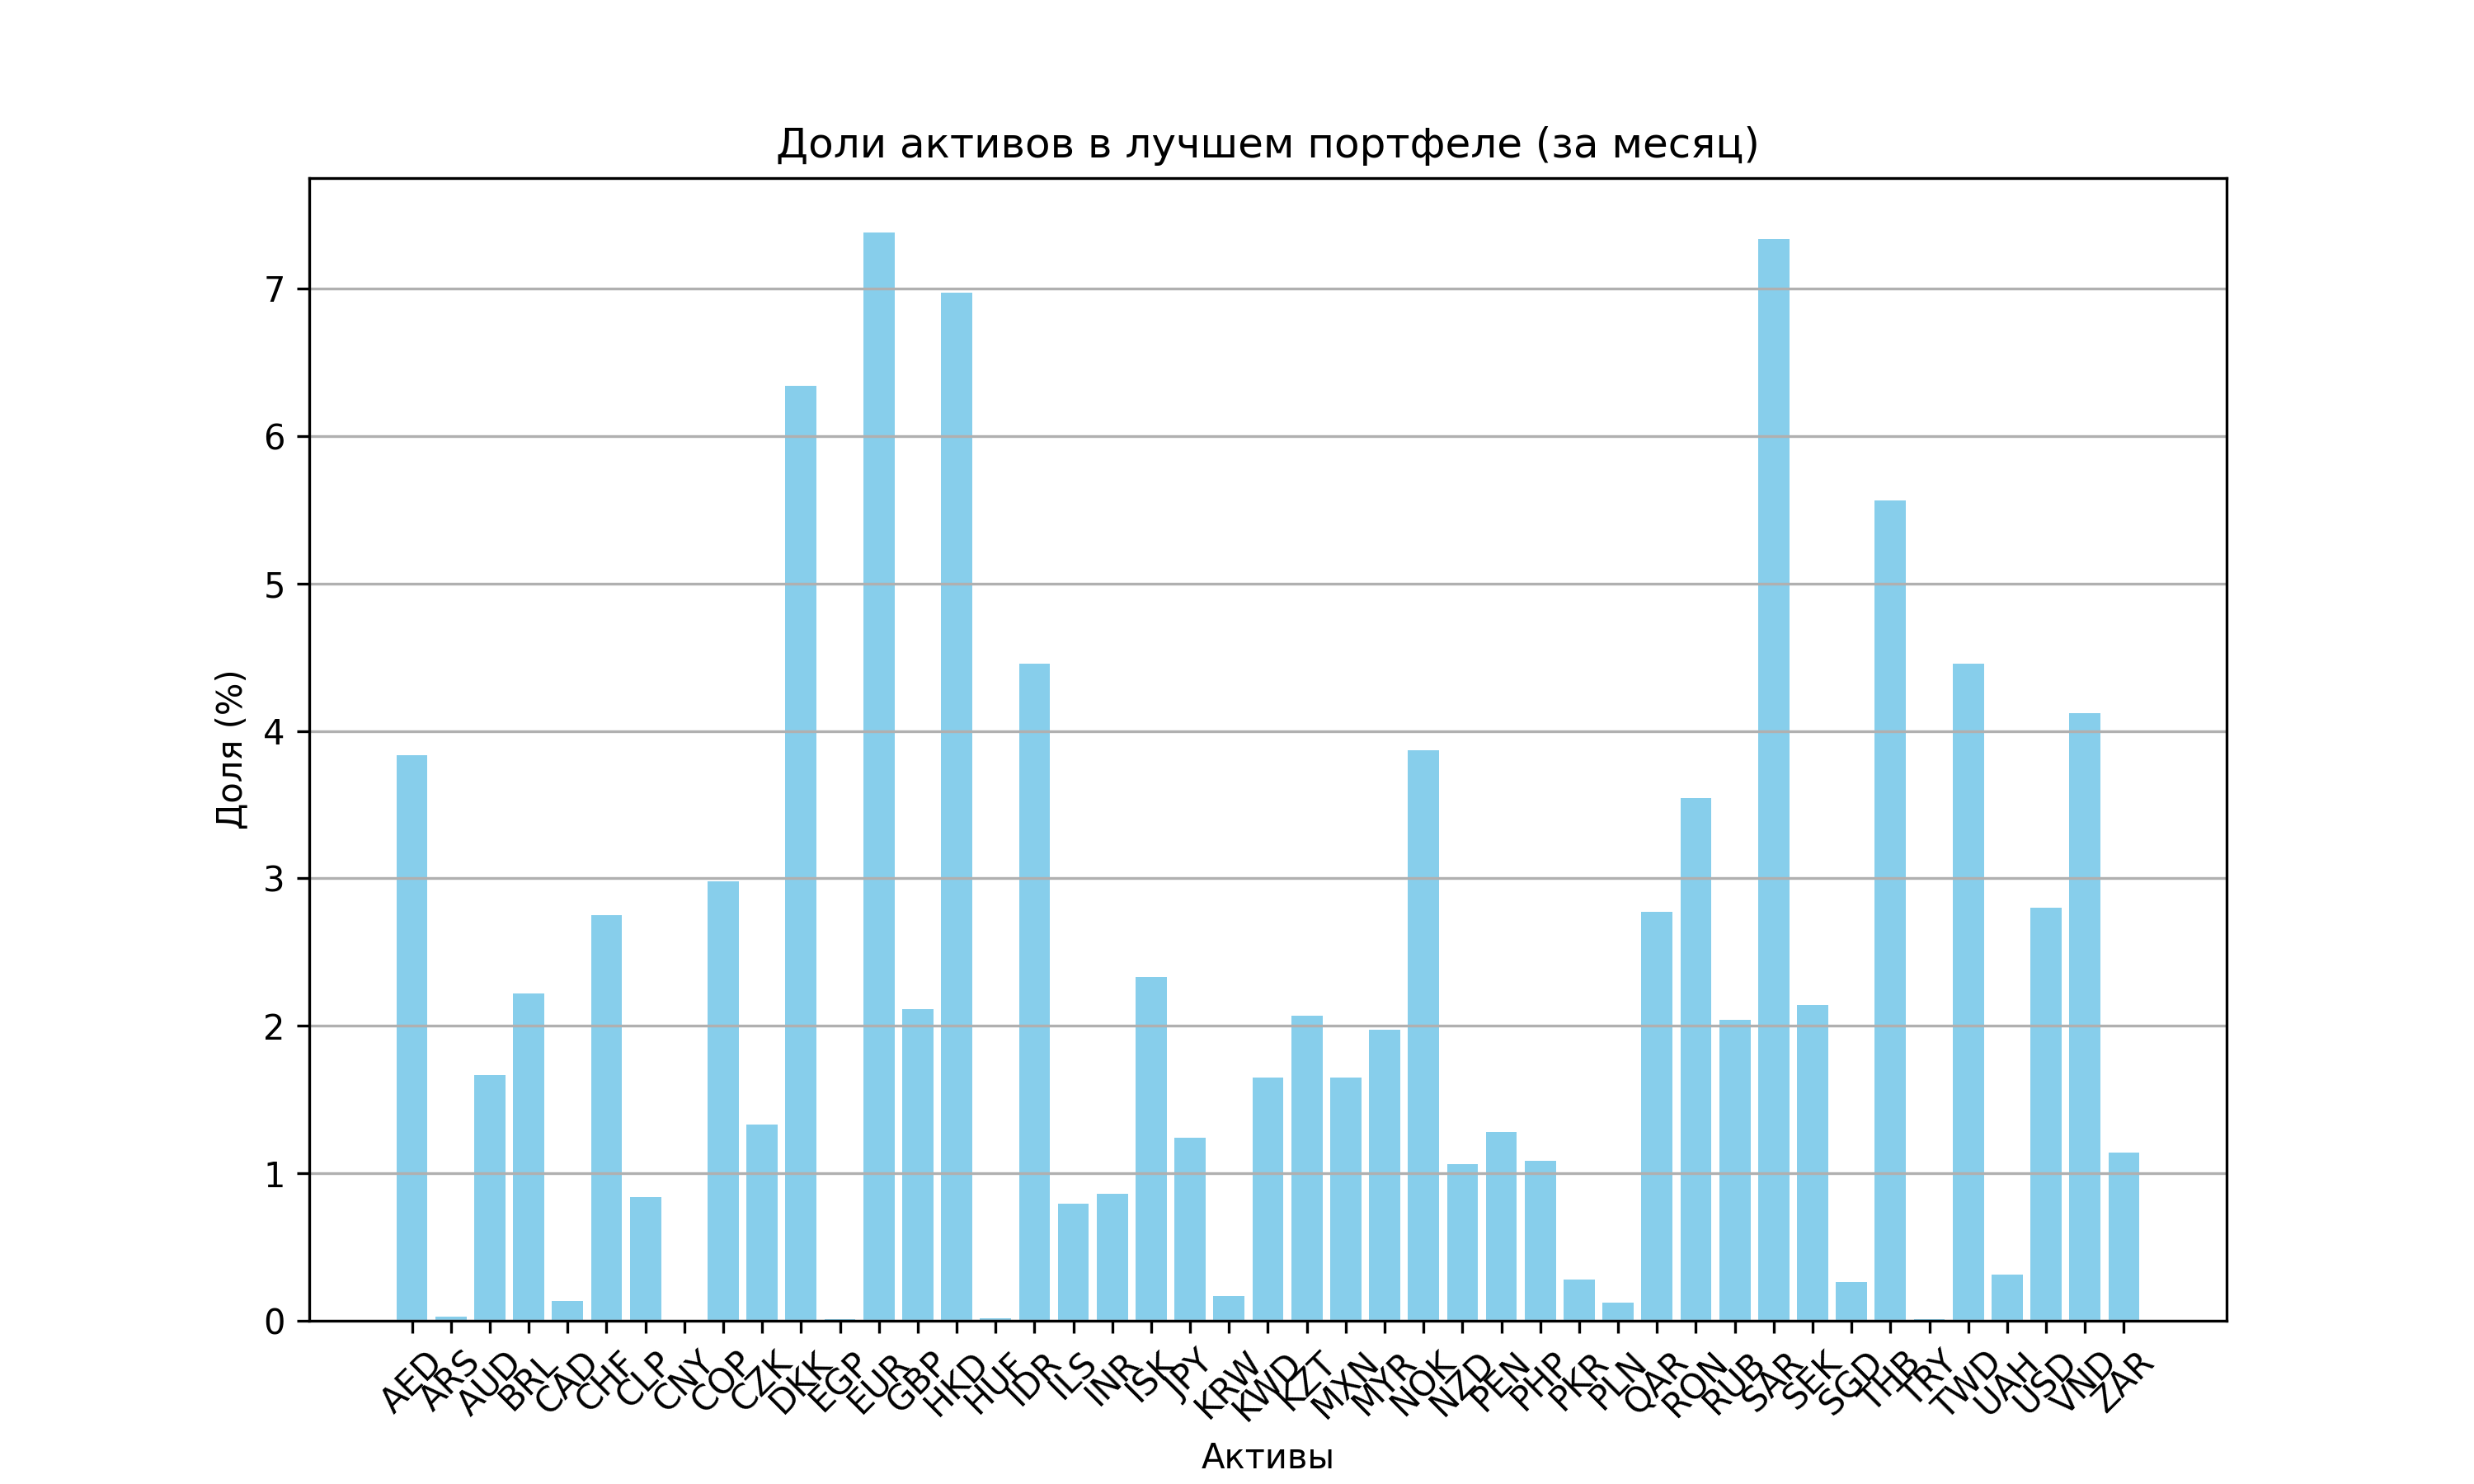 Доли активов в лучшем портфеле (за месяц)
Доля (%)
7
6
5
4
3
2
1
0
AED ARS AUD BRL CAD CHF CLP CNY COP CZK DKK EGP EUR GBP HKD HUF IDR ILS INR ISK JPY KRW KWD KZT MXN MYR NOK NZD PEN PHP PKR PLN QAR RON RUB SAR SEK SGD THB TRY TWD UAH USD VND ZAR
Активы